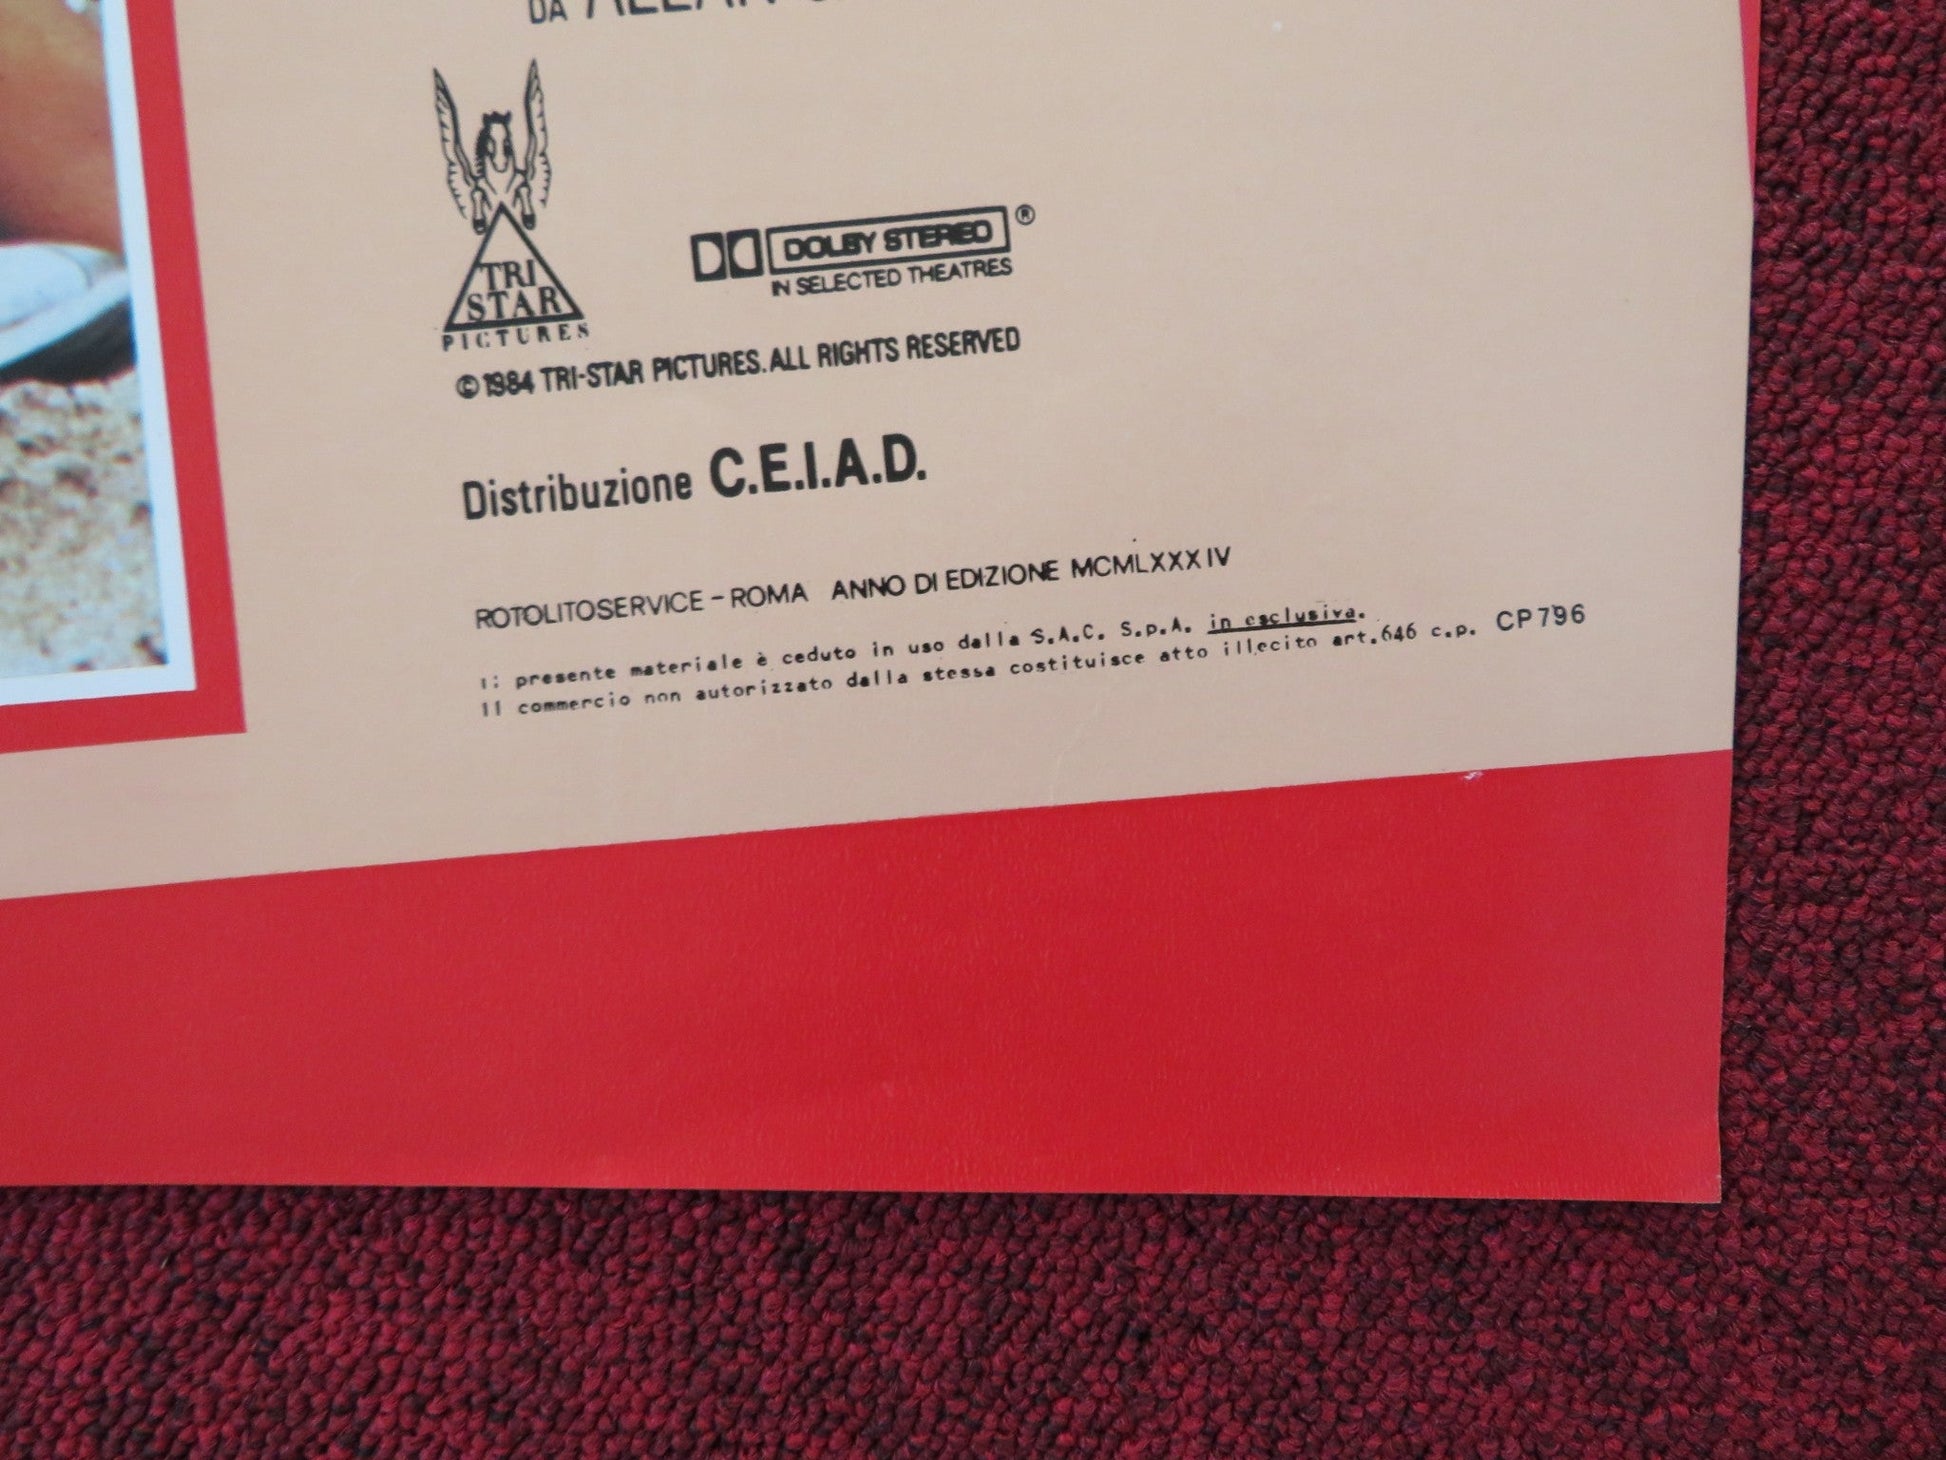 DA
TRI
STAR
PICTURES
DOLBY STEREO ®
IN SELECTED THEATRES
© 1984 TRI-STAR PICTURES. ALL RIGHTS RESERVED
Distribuzione C.E.I.A.D.
ROTOLITOSERVICE - ROMA ANNO DI EDIZIONE MCMLXXXIV
presente materiale è ceduto in uso dalla S.A.C. S.p.A. in esclusiva.
Il commercio non autorizzato dalla stessa costituisce atto illecito art.646 c.p. CP796